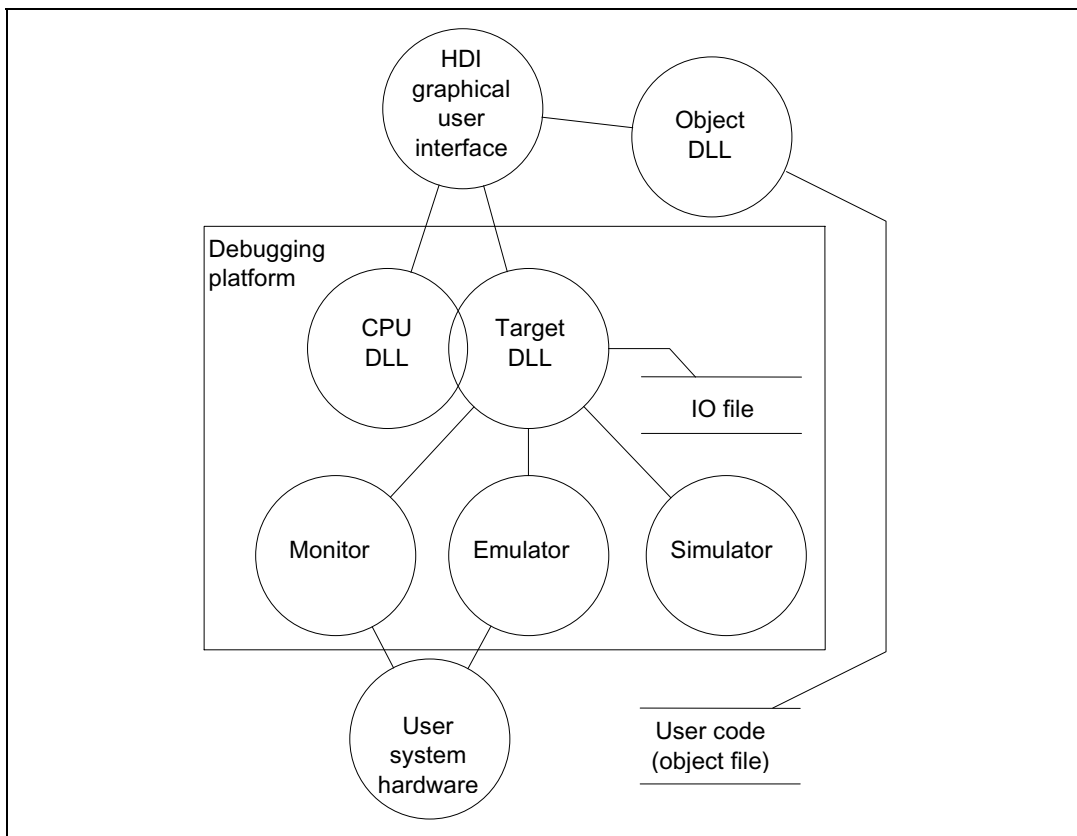 HDI
graphical
user
interface
Object
DLL
Debugging
platform
CPU
DLL
Target
DLL
IO file
Monitor
Emulator
Simulator
User
system
hardware
User code
(object file)